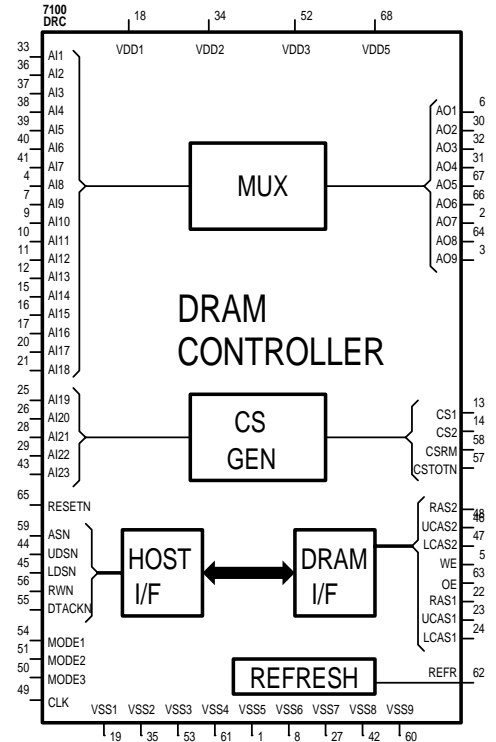 7100
DRC
18 34 52 68
VDD1 VDD2 VDD3 VDD5
33 AI1
36 AI2
37 AI3
38 AI4
39 AI5
40 AI6
41 AI7
4 AI8
7 AI9
9 AI10
10 AI11
11 AI12
12 AI13
15 AI14
16 AI15
17 AI16
20 AI17
21 AI18
MUX
AO1 6
AO2 30
AO3 32
AO4 31
AO5 67
AO6 66
AO7 2
AO8 64
AO9 3
DRAM
CONTROLLER
25 AI19
26 AI20
28 AI21
29 AI22
43 AI23
CS
GEN
CS1 13
CS2 14
CSRM 58
CSTOTN 57
65 RESETN
59 ASN
44 UDSN
45 LDSN
56 RWN
55 DTACKN
HOST
I/F
DRAM
I/F
RAS2 48
UCAS2 46
LCAS2 47
WE 5
OE 63
RAS1 22
UCAS1 23
LCAS1 24
54 MODE1
51 MODE2
50 MODE3
49 CLK
REFRESH
REFR 62
VSS1 VSS2 VSS3 VSS4 VSS5 VSS6 VSS7 VSS8 VSS9
19 35 53 61 1 8 27 42 60